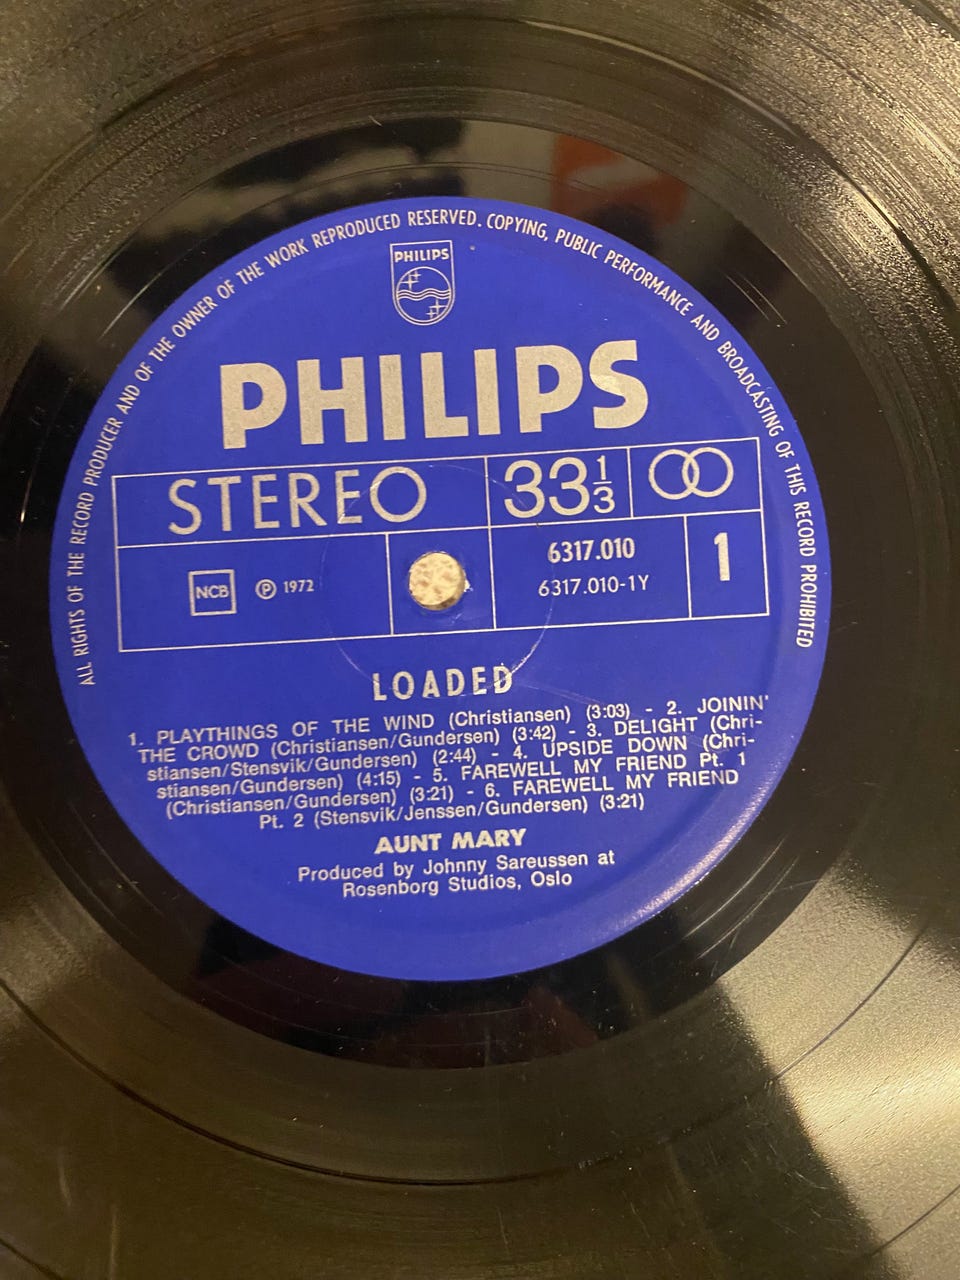 ALL RIGHTS OF THE RECORD PRODUCER AND OF THE OWNER OF THE WORK REPRODUCED RESERVED. COPYING, PUBLIC PERFORMANCE AND BROADCASTING OF THIS RECORD PROHIBITED
PHILIPS
PHILIPS
STEREO 33 1/3
NCB ℗ 1972 6317.010 1
6317.010-1Y
LOADED
1. PLAYTHINGS OF THE WIND (Christiansen) (3:03) - 2. JOININ'
THE CROWD (Christiansen/Gundersen) (3:42) - 3. DELIGHT (Chri-
stiansen/Stensvik/Gundersen) (2:44) - 4. UPSIDE DOWN (Chri-
stiansen/Gundersen) (4:15) - 5. FAREWELL MY FRIEND Pt. 1
(Christiansen/Gundersen) (3:21) - 6. FAREWELL MY FRIEND
Pt. 2 (Stensvik/Jenssen/Gundersen) (3:21)
AUNT MARY
Produced by Johnny Sareussen at
Rosenborg Studios, Oslo